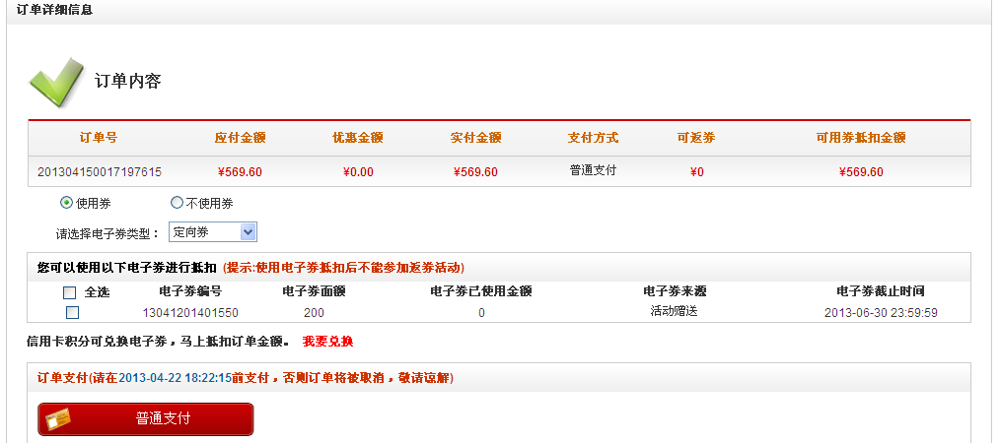 订单详细信息
订单内容
订单号 应付金额 优惠金额 实付金额 支付方式 可返券 可用券抵扣金额
201304150017197615 ¥569.60 ¥0.00 ¥569.60 普通支付 ¥0 ¥569.60
使用券 不使用券
请选择电子券类型： 定向券
您可以使用以下电子券进行抵扣 (提示:使用电子券抵扣后不能参加返券活动)
全选 电子券编号 电子券面额 电子券已使用金额 电子券来源 电子券截止时间
13041201401550 200 0 活动赠送 2013-06-30 23:59:59
信用卡积分可兑换电子券，马上抵扣订单金额。 我要兑换
订单支付(请在2013-04-22 18:22:15前支付，否则订单将被取消，敬请谅解)
普通支付